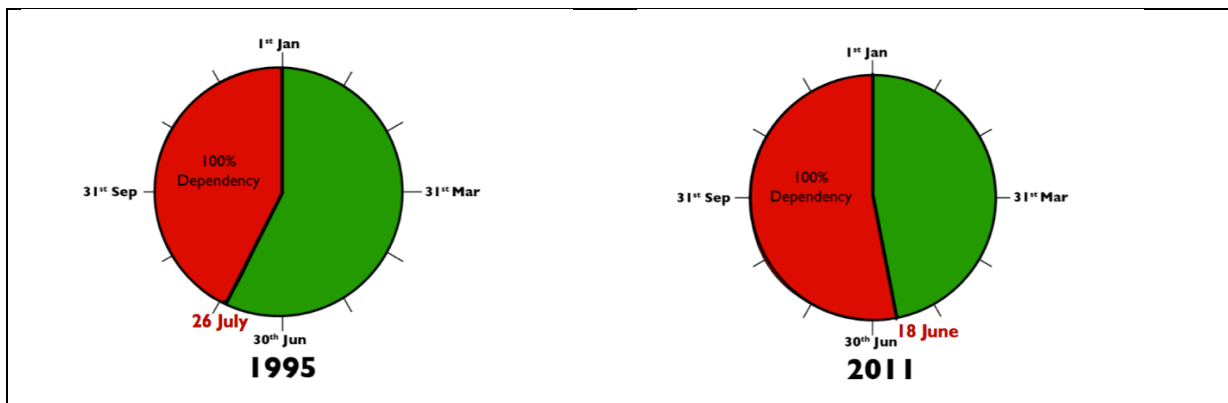 1st Jan
100%
Dependency
31st Sep
31st Mar
26 July
30th Jun
1995
1st Jan
100%
Dependency
31st Sep
31st Mar
18 June
30th Jun
2011